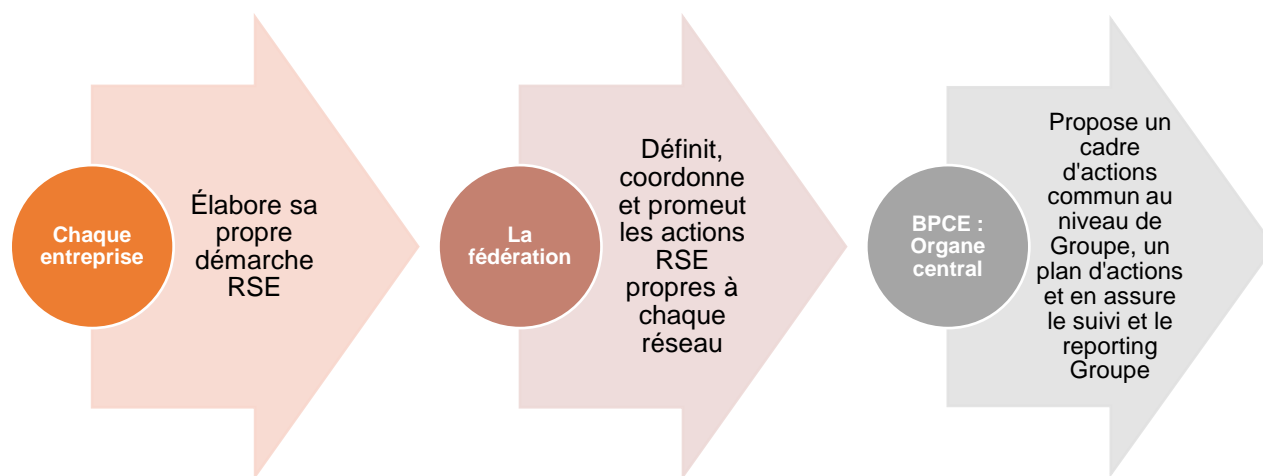 Chaque
entreprise
Élabore sa
propre
démarche
RSE
La
fédération
Définit,
coordonne
et promeut
les actions
RSE
propres à
chaque
réseau
BPCE :
Organe
central
Propose un
cadre
d'actions
commun au
niveau de
Groupe, un
plan d'actions
et en assure
le suivi et le
reporting
Groupe